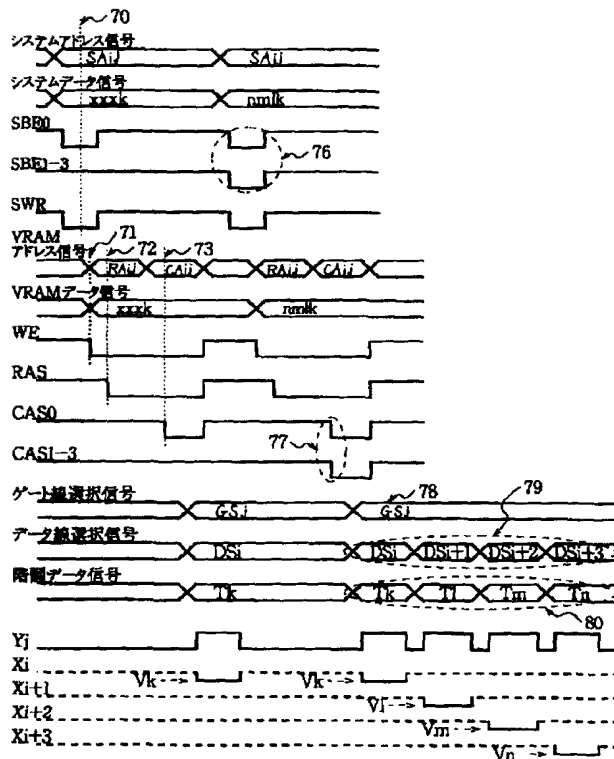 70
システムアドレス信号
SAij SAij
システムデータ信号
xxxk nmlk
SBE0
76
SBE1-3
SWR
VRAM
アドレス信号
71 72 73
RAij CAij RAij CAij
VRAMデータ信号
xxxk nmlk
WE
RAS
CAS0
77
CAS1-3
ゲート線選択信号
78 79
GSj GSj
データ線選択信号
DSi DSi DSi+1 DSi+2 DSi+3
階調データ信号
Tk Tk Tl Tm Tn
80
Yj
Xi
Vk Vk
Xi+1
Vl
Xi+2
Vm
Xi+3
Vn